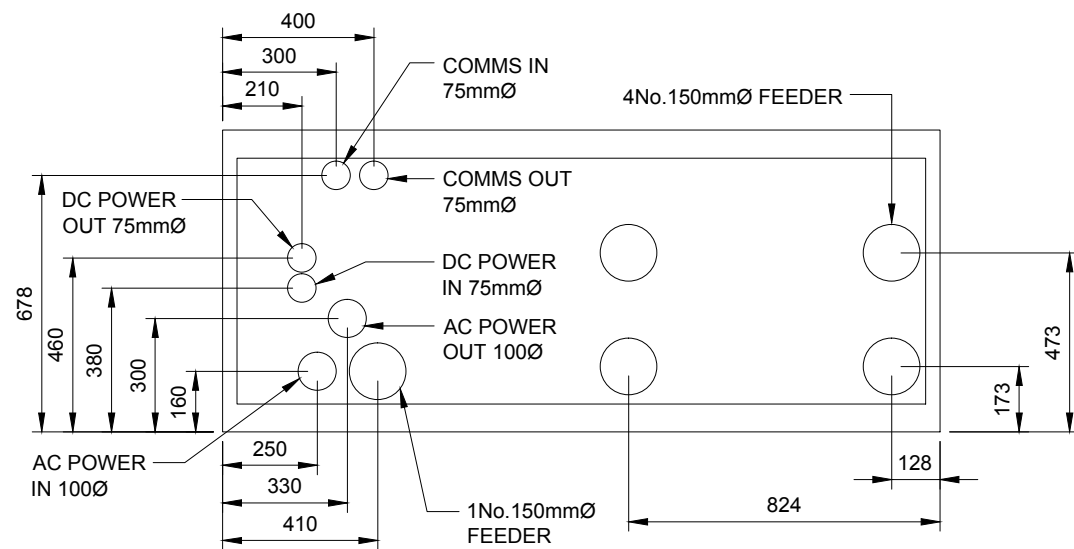 400
300
210
COMMS IN
75mmØ
4No.150mmØ FEEDER
COMMS OUT
75mmØ
DC POWER
OUT 75mmØ
DC POWER
IN 75mmØ
AC POWER
OUT 100Ø
678
460
380
300
160
473
173
AC POWER
IN 100Ø
250
330
410
1No.150mmØ
FEEDER
128
824